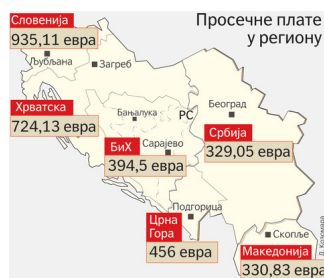 Просечне плате
у региону
Словенија
935,11 евра
Љубљана
Загреб
Хрватска
724,13 евра
Бањалука
РС
Београд
БиХ
Сарајево
394,5 евра
Србија
329,05 евра
Подгорица
Црна
Гора
456 евра
Скопље
Македонија
330,83 евра